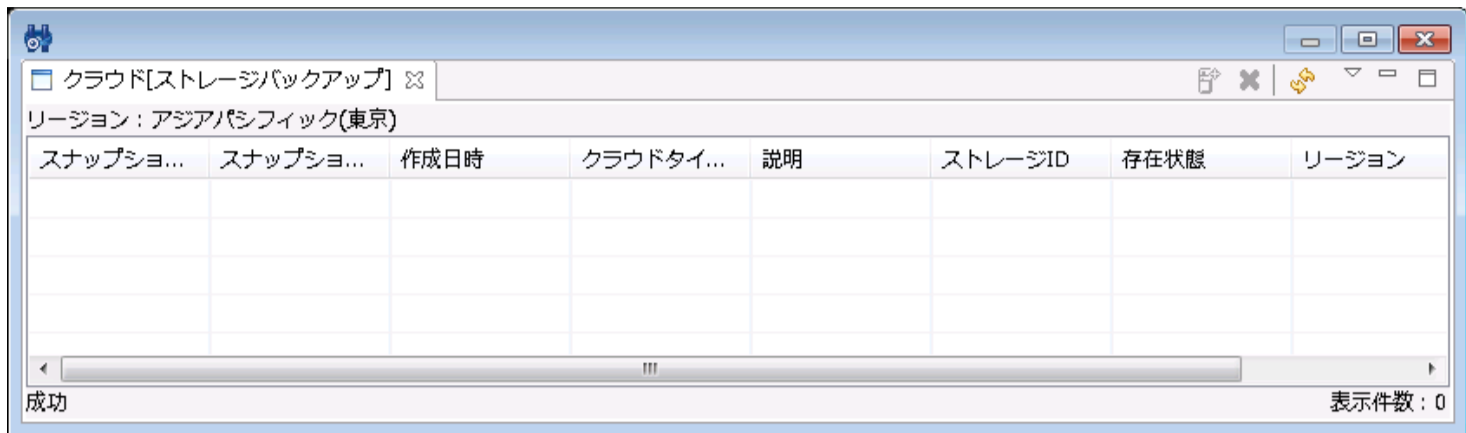 クラウド[ストレージバックアップ]
リージョン : アジアパシフィック(東京)
スナップショ... スナップショ... 作成日時 クラウドタイ... 説明 ストレージID 存在状態 リージョン
成功 表示件数 : 0